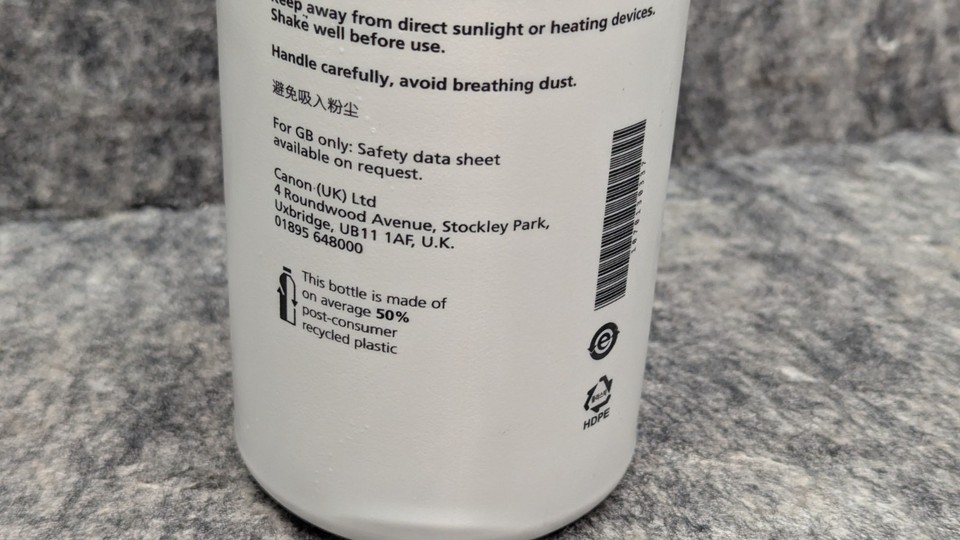 Keep away from direct sunlight or heating devices.
Shake well before use.
Handle carefully, avoid breathing dust.
避免吸入粉尘
For GB only: Safety data sheet
available on request.
Canon (UK) Ltd
4 Roundwood Avenue, Stockley Park,
Uxbridge, UB11 1AF, U.K.
01895 648000
This bottle is made of
on average 50%
post-consumer
recycled plastic
e
HDPE